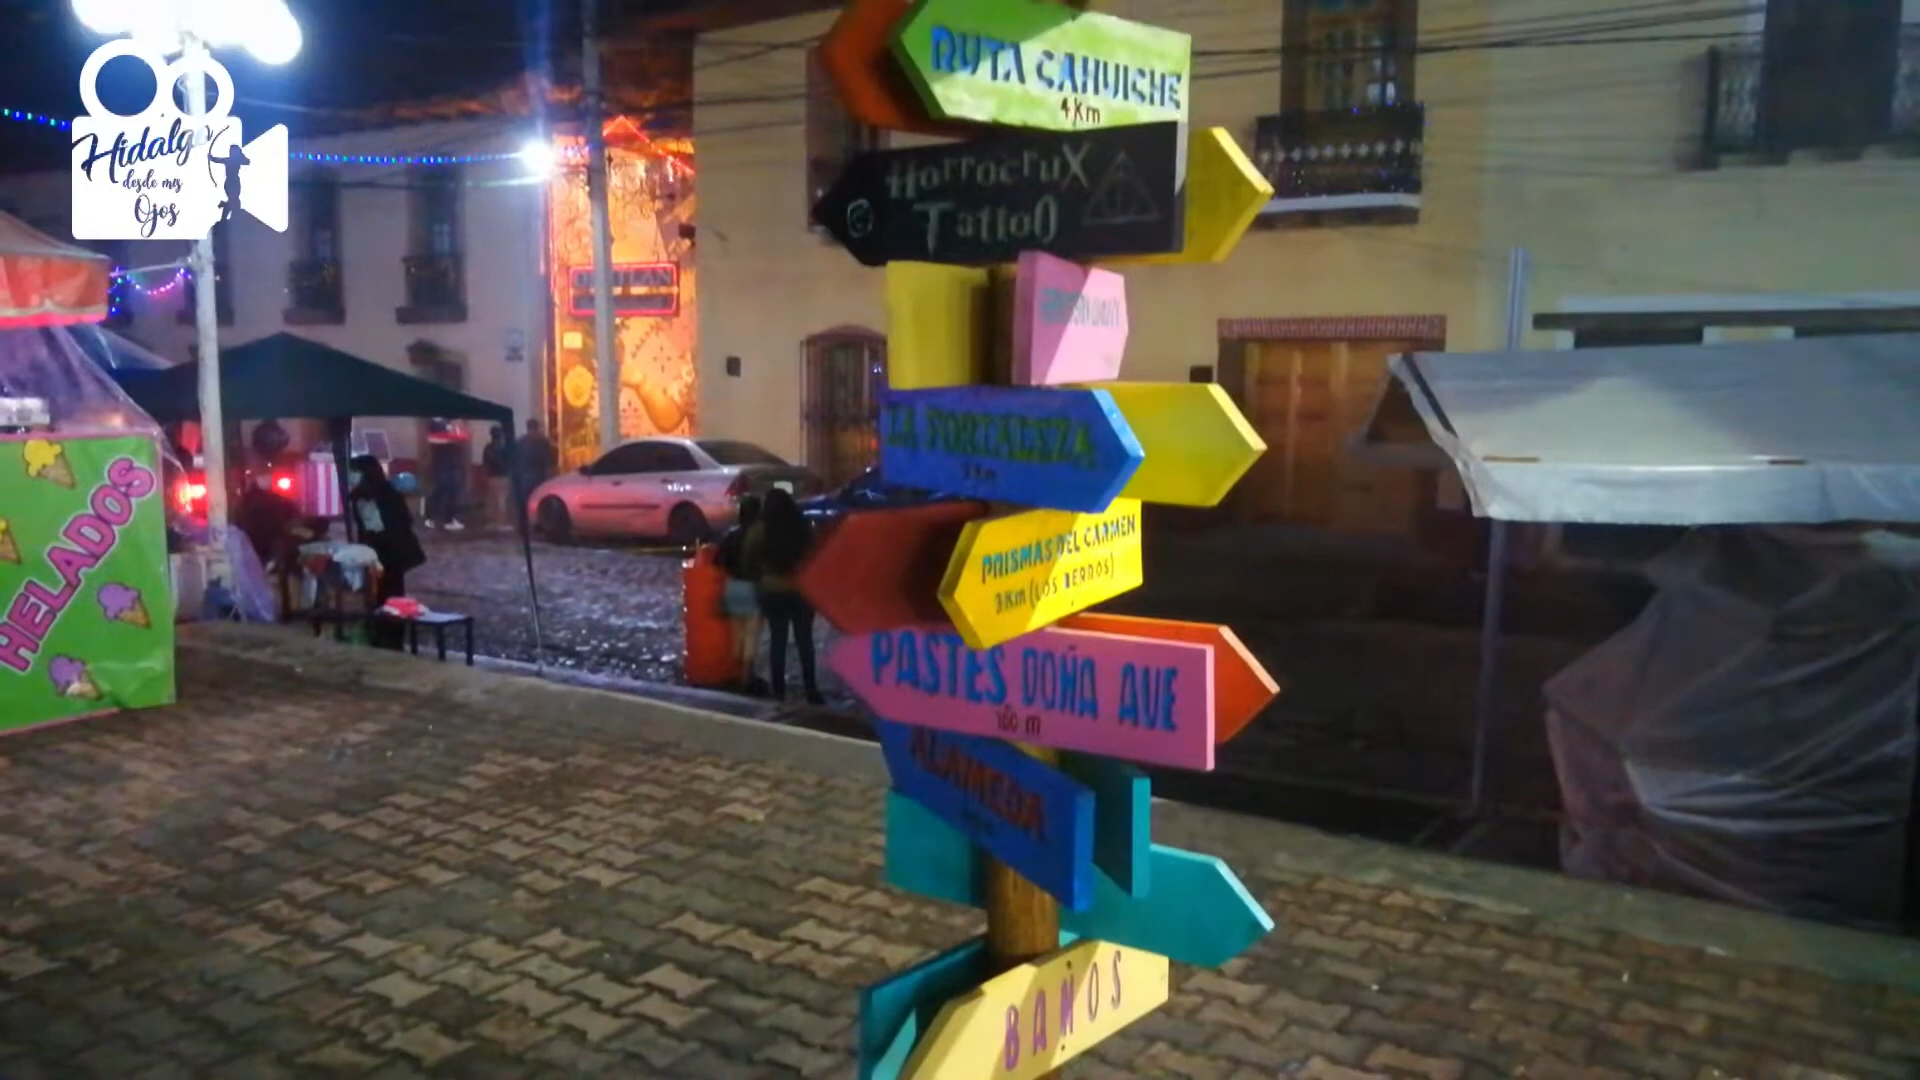 Hidalgo
desde mis
Ojos
RUTA CAHUICHE
4Km
HorrocruX
TattoO
LA FORTALEZA
PRISMAS DEL CARMEN
3Km (LOS BERROS)
PASTES DOÑA AVE
100 m
ALAMEDA
BAÑOS
HELADOS